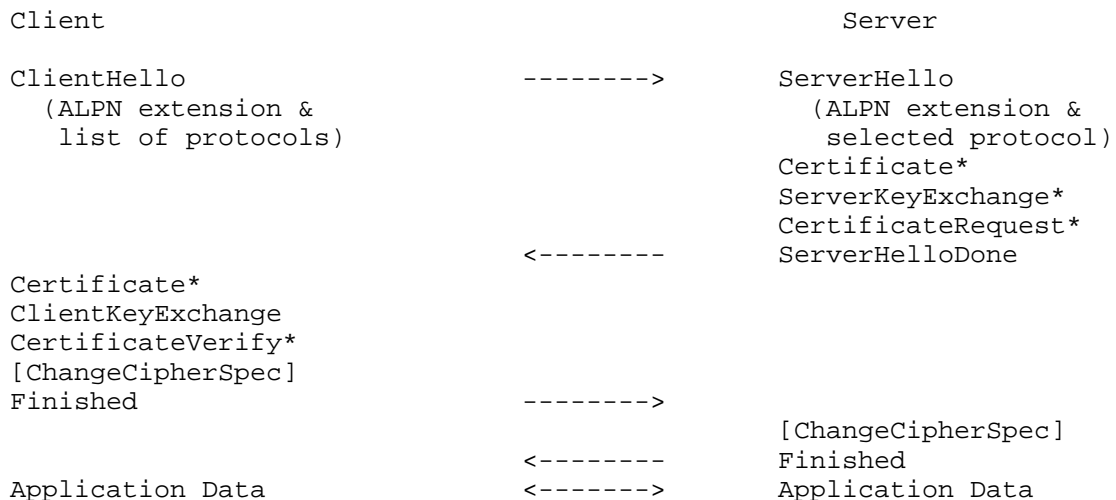 Client                                              Server

ClientHello                     -------->       ServerHello
  (ALPN extension &                               (ALPN extension &
   list of protocols)                              selected protocol)
                                                Certificate*
                                                ServerKeyExchange*
                                                CertificateRequest*
                                <--------       ServerHelloDone
Certificate*
ClientKeyExchange
CertificateVerify*
[ChangeCipherSpec]
Finished                        -------->
                                                [ChangeCipherSpec]
                                <--------       Finished
Application Data                <------->       Application Data